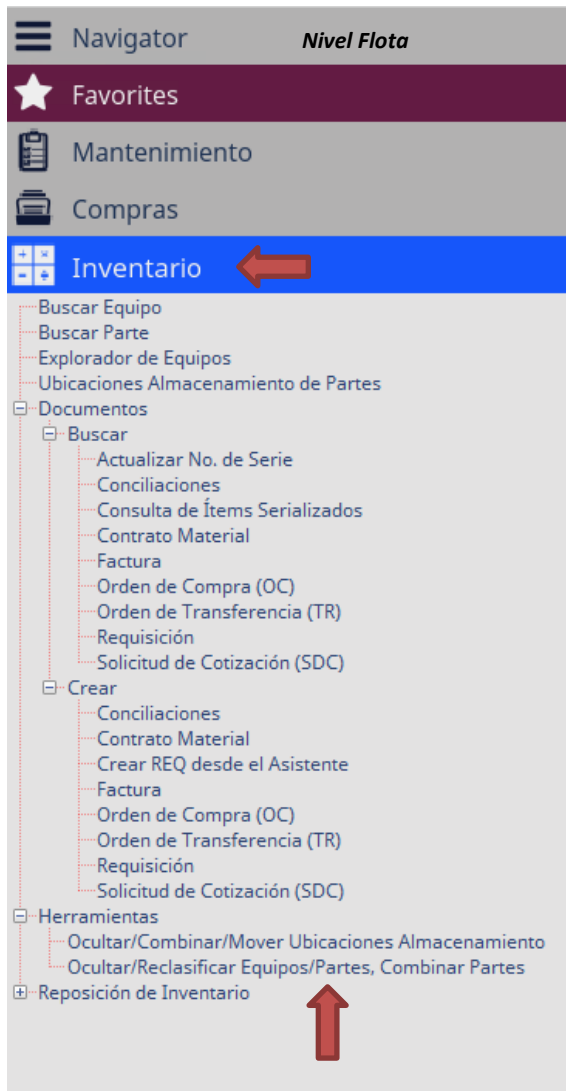 Navigator Nivel Flota
Favorites
Mantenimiento
Compras
Inventario
Buscar Equipo
Buscar Parte
Explorador de Equipos
Ubicaciones Almacenamiento de Partes
Documentos
Buscar
Actualizar No. de Serie
Conciliaciones
Consulta de Ítems Serializados
Contrato Material
Factura
Orden de Compra (OC)
Orden de Transferencia (TR)
Requisición
Solicitud de Cotización (SDC)
Crear
Conciliaciones
Contrato Material
Crear REQ desde el Asistente
Factura
Orden de Compra (OC)
Orden de Transferencia (TR)
Requisición
Solicitud de Cotización (SDC)
Herramientas
Ocultar/Combinar/Mover Ubicaciones Almacenamiento
Ocultar/Reclasificar Equipos/Partes, Combinar Partes
Reposición de Inventario